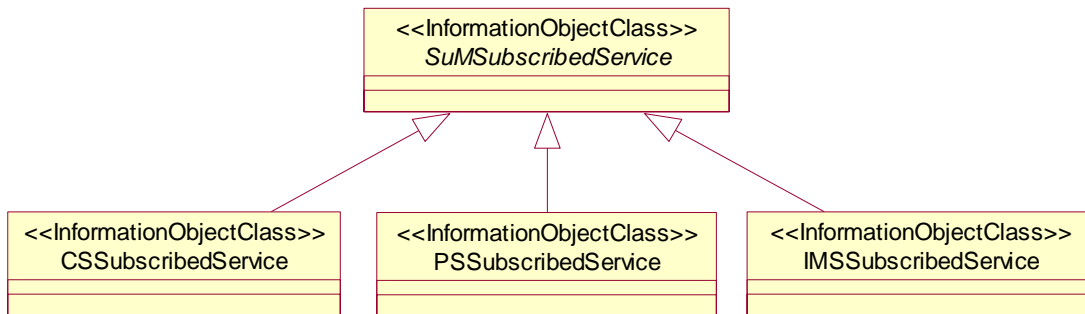 <<InformationObjectClass>>
SuMSubscribedService
<<InformationObjectClass>>
CSSubscribedService
<<InformationObjectClass>>
PSSubscribedService
<<InformationObjectClass>>
IMSSubscribedService